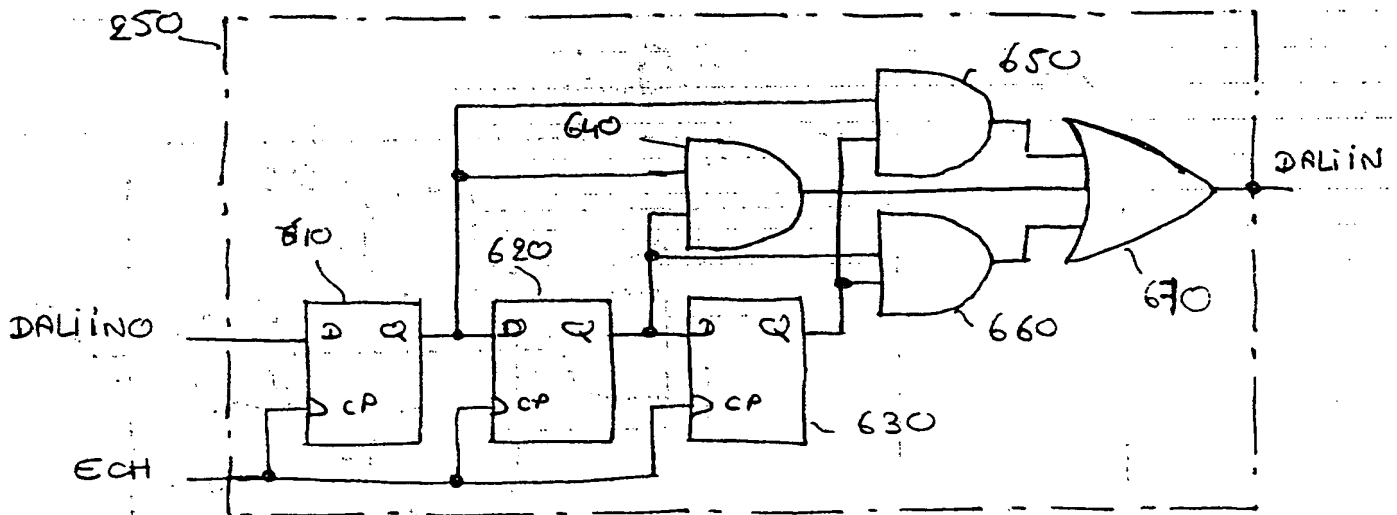 250
650
640
DALiiN
610
620
670
DALiiNO
D Q
D Q
D Q
660
CP
CP
CP
630
ECH